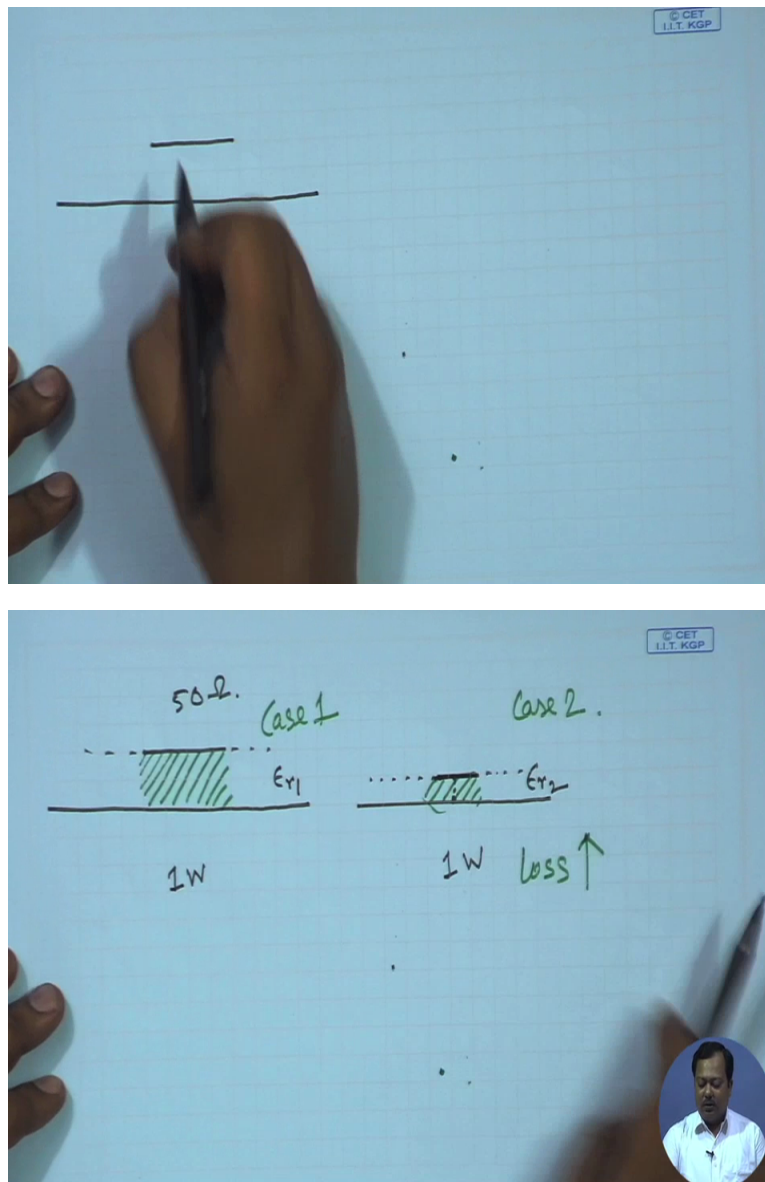 © CET
I.I.T. KGP
© CET
I.I.T. KGP
50Ω.
Case 1
Case 2.
εr1
εr2
1W
1W
Loss ↑